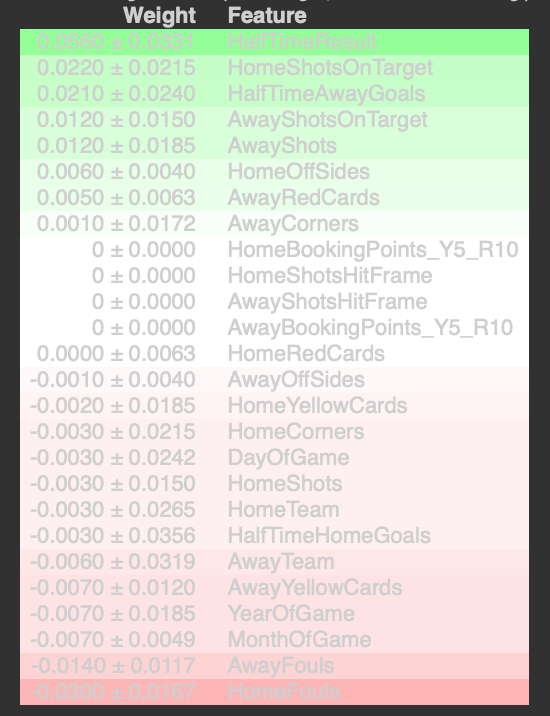 Weight Feature
0.0560 ± 0.0331 HalfTimeResult
0.0220 ± 0.0215 HomeShotsOnTarget
0.0210 ± 0.0240 HalfTimeAwayGoals
0.0120 ± 0.0150 AwayShotsOnTarget
0.0120 ± 0.0185 AwayShots
0.0060 ± 0.0040 HomeOffSides
0.0050 ± 0.0063 AwayRedCards
0.0010 ± 0.0172 AwayCorners
0 ± 0.0000 HomeBookingPoints_Y5_R10
0 ± 0.0000 HomeShotsHitFrame
0 ± 0.0000 AwayShotsHitFrame
0 ± 0.0000 AwayBookingPoints_Y5_R10
0.0000 ± 0.0063 HomeRedCards
-0.0010 ± 0.0040 AwayOffSides
-0.0020 ± 0.0185 HomeYellowCards
-0.0030 ± 0.0215 HomeCorners
-0.0030 ± 0.0242 DayOfGame
-0.0030 ± 0.0150 HomeShots
-0.0030 ± 0.0265 HomeTeam
-0.0030 ± 0.0356 HalfTimeHomeGoals
-0.0060 ± 0.0319 AwayTeam
-0.0070 ± 0.0120 AwayYellowCards
-0.0070 ± 0.0185 YearOfGame
-0.0070 ± 0.0049 MonthOfGame
-0.0140 ± 0.0117 AwayFouls
-0.0300 ± 0.0167 HomeFouls